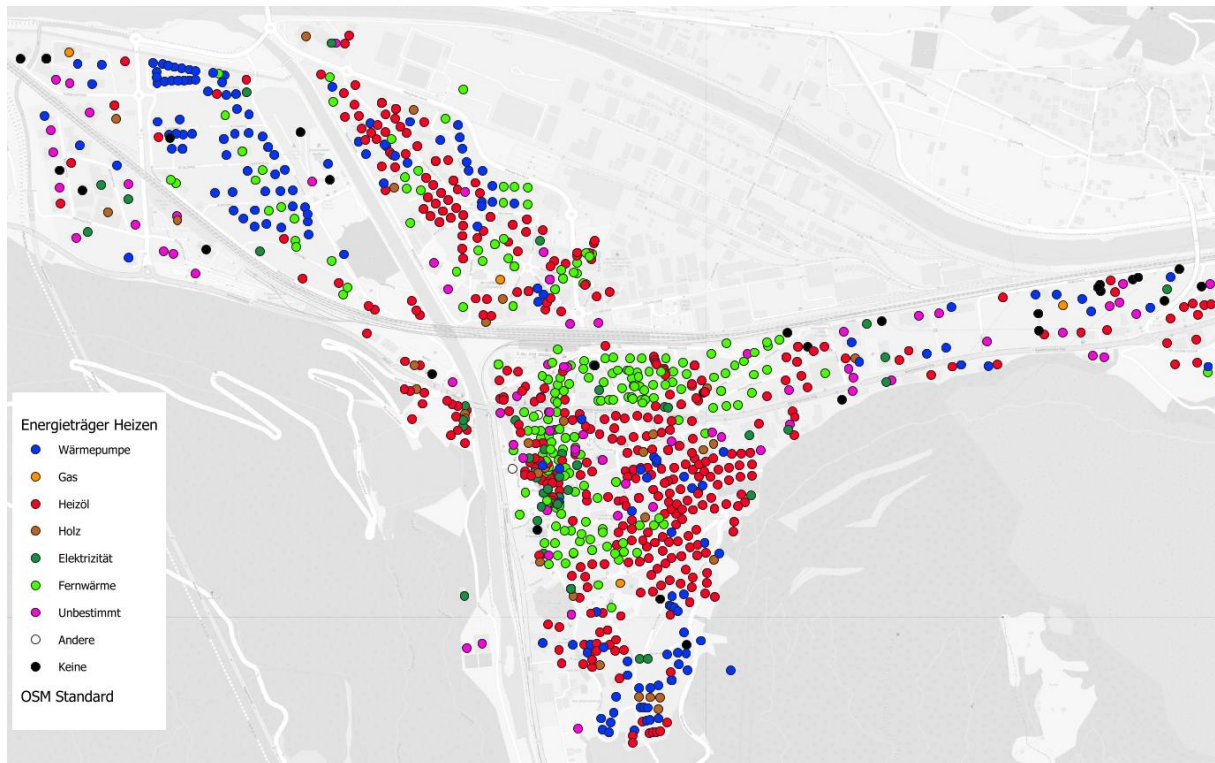 Energieträger Heizen
Wärmepumpe
Gas
Heizöl
Holz
Elektrizität
Fernwärme
Unbestimmt
Andere
Keine
OSM Standard